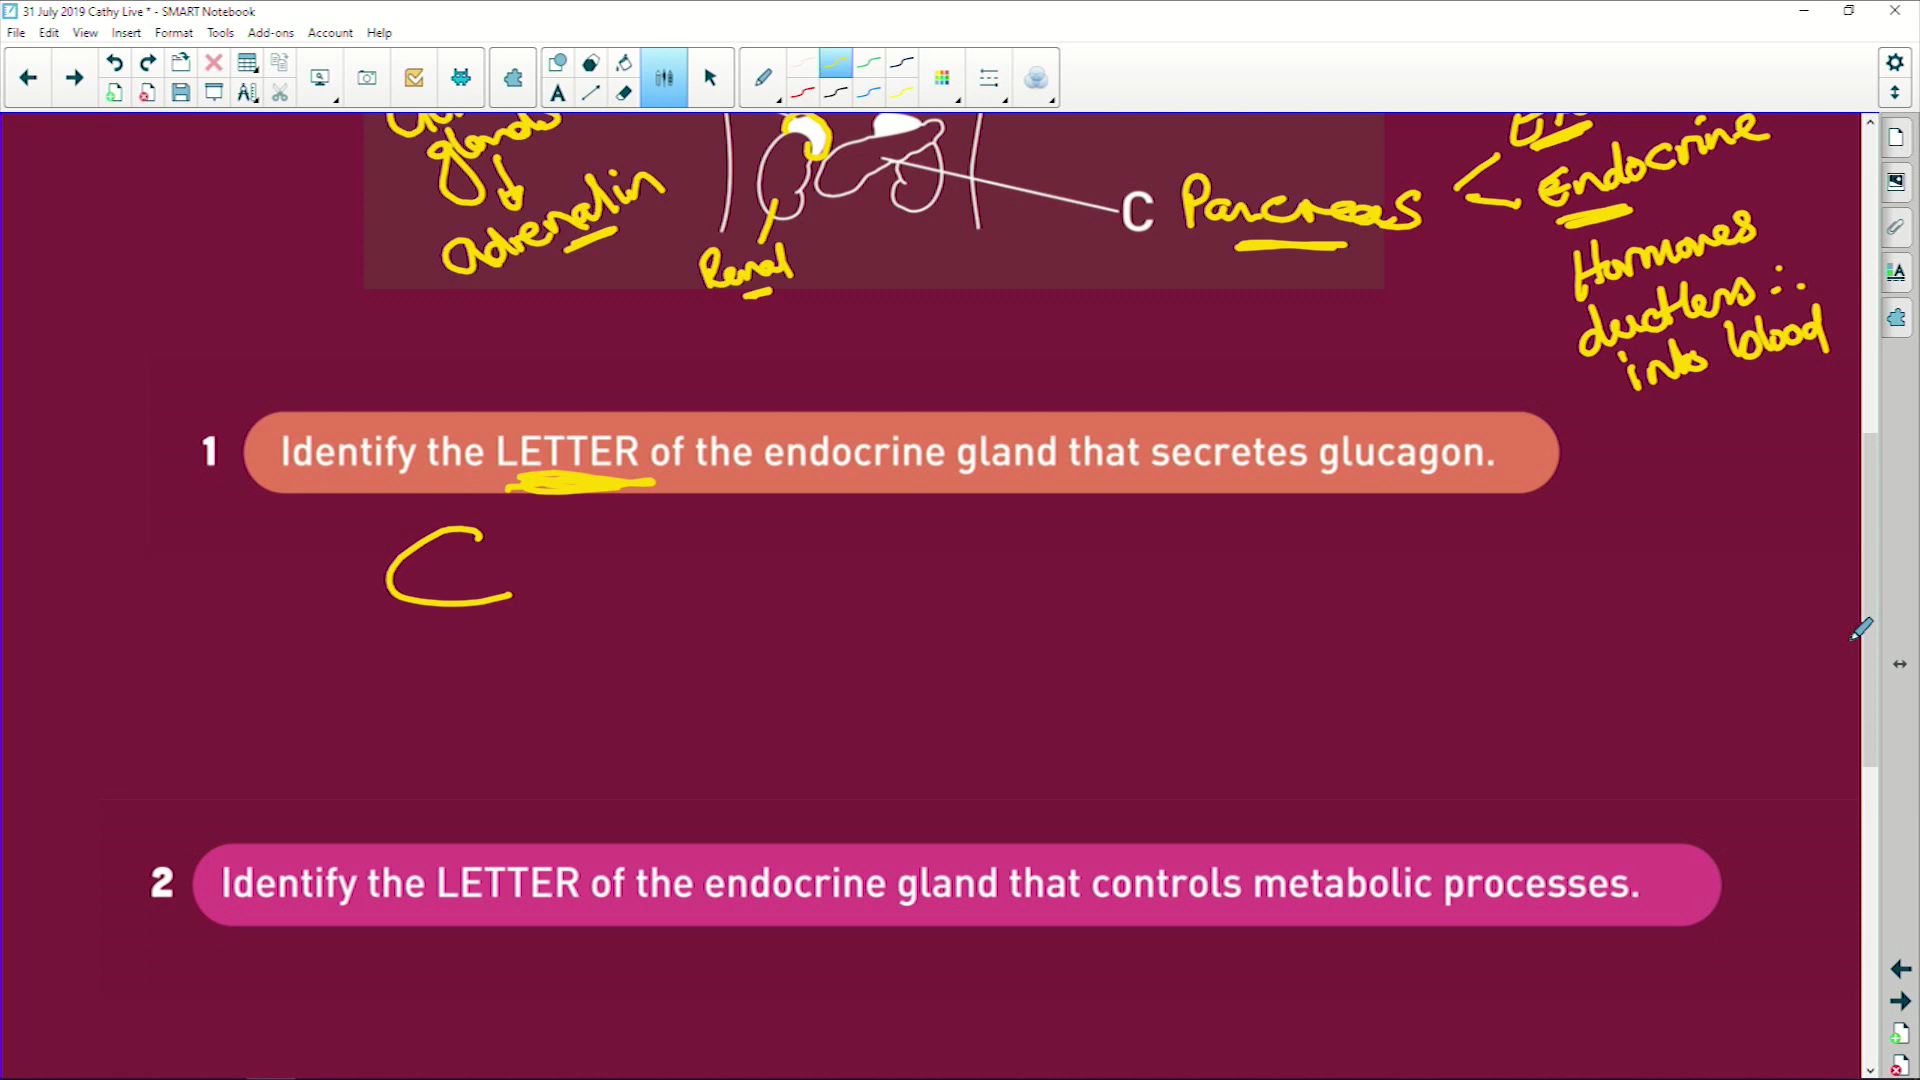 31 July 2019 Cathy Live * - SMART Notebook
File Edit View Insert Format Tools Add-ons Account Help
glands
Adrenalin
Renal
C Pancreas
Endocrine
Hormones
ductless ∴
into blood
1 Identify the LETTER of the endocrine gland that secretes glucagon.
C
2 Identify the LETTER of the endocrine gland that controls metabolic processes.